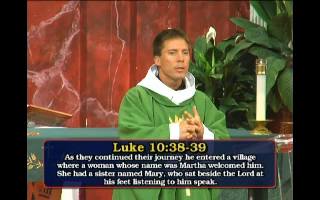 Luke 10:38-39
As they continued their journey he entered a village
where a woman whose name was Martha welcomed him.
She had a sister named Mary, who sat beside the Lord at
his feet listening to him speak.